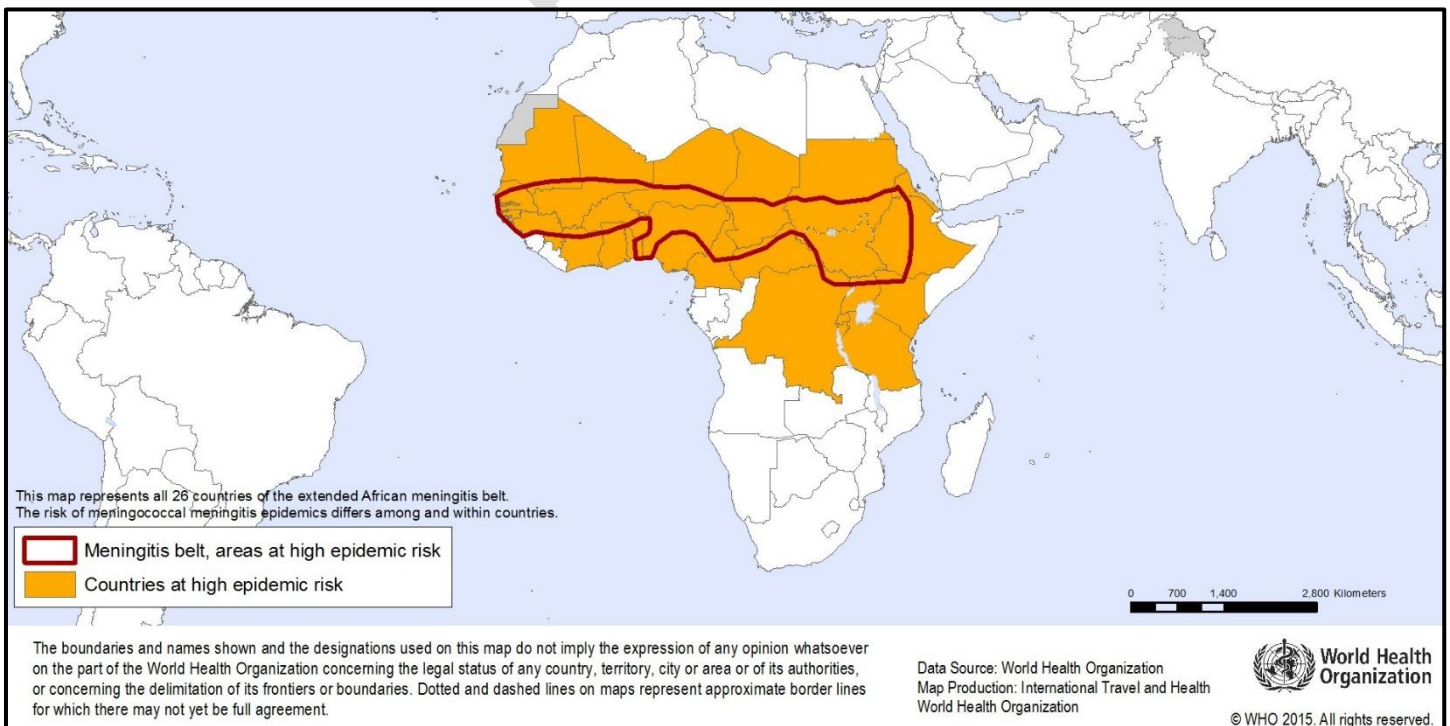 This map represents all 26 countries of the extended African meningitis belt.
The risk of meningococcal meningitis epidemics differs among and within countries.
Meningitis belt, areas at high epidemic risk
Countries at high epidemic risk
0 700 1,400 2,800 Kilometers
The boundaries and names shown and the designations used on this map do not imply the expression of any opinion whatsoever
on the part of the World Health Organization concerning the legal status of any country, territory, city or area or of its authorities,
or concerning the delimitation of its frontiers or boundaries. Dotted and dashed lines on maps represent approximate border lines
for which there may not yet be full agreement.
Data Source: World Health Organization
Map Production: International Travel and Health
World Health Organization
World Health
Organization
© WHO 2015. All rights reserved.